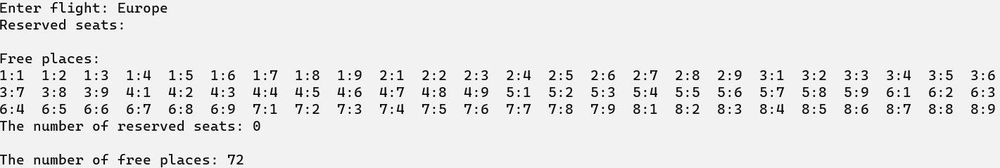 Enter flight: Europe
Reserved seats:
Free places:
1:1 1:2 1:3 1:4 1:5 1:6 1:7 1:8 1:9 2:1 2:2 2:3 2:4 2:5 2:6 2:7 2:8 2:9 3:1 3:2 3:3 3:4 3:5 3:6
3:7 3:8 3:9 4:1 4:2 4:3 4:4 4:5 4:6 4:7 4:8 4:9 5:1 5:2 5:3 5:4 5:5 5:6 5:7 5:8 5:9 6:1 6:2 6:3
6:4 6:5 6:6 6:7 6:8 6:9 7:1 7:2 7:3 7:4 7:5 7:6 7:7 7:8 7:9 8:1 8:2 8:3 8:4 8:5 8:6 8:7 8:8 8:9
The number of reserved seats: 0
The number of free places: 72